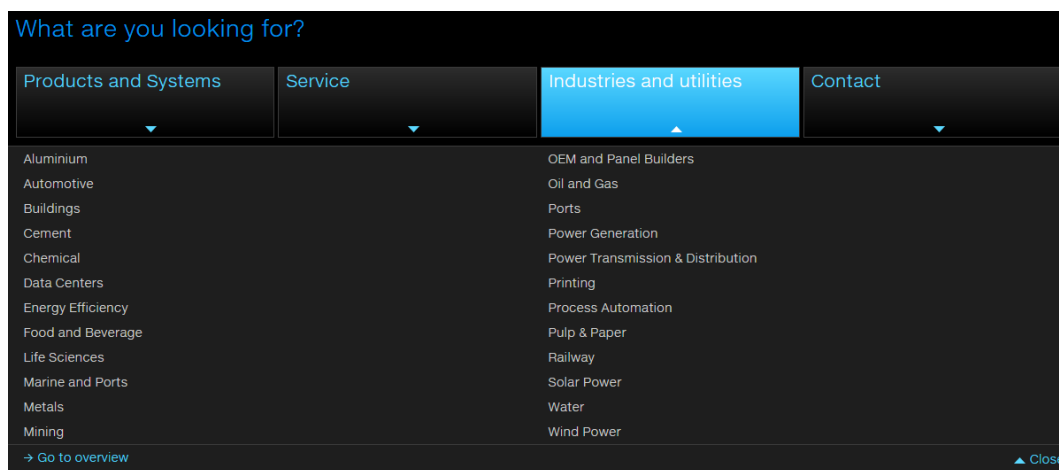 What are you looking for?
Products and Systems
Service
Industries and utilities
Contact
Aluminium
Automotive
Buildings
Cement
Chemical
Data Centers
Energy Efficiency
Food and Beverage
Life Sciences
Marine and Ports
Metals
Mining
OEM and Panel Builders
Oil and Gas
Ports
Power Generation
Power Transmission & Distribution
Printing
Process Automation
Pulp & Paper
Railway
Solar Power
Water
Wind Power
→ Go to overview
Close